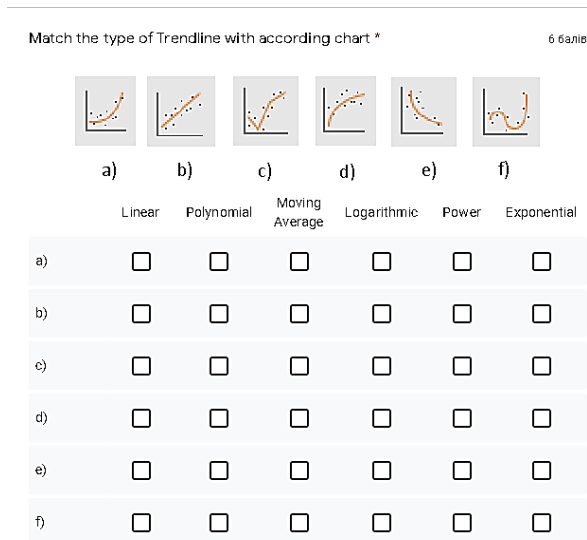 Match the type of Trendline with according chart *
6 балів
a) b) c) d) e) f)
Linear Polynomial Moving Average Logarithmic Power Exponential
a)
b)
c)
d)
e)
f)